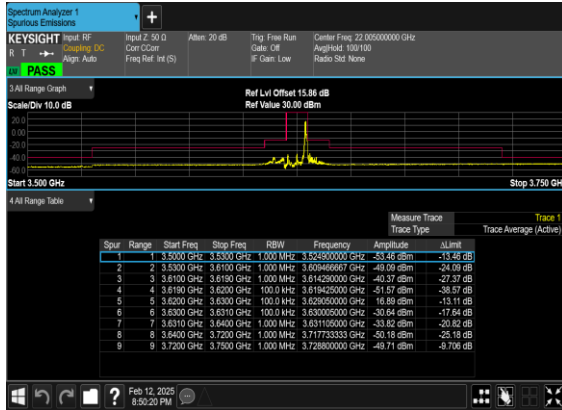 Spectrum Analyzer 1
Spurious Emissions
+
KEYSIGHT Input: RF Input Z: 50 Ω Atten: 20 dB Trig: Free Run Center Freq: 22.005000000 GHz
R T Coupling: DC Corr CCorr Gate: Off Avg|Hold: 100/100
Align: Auto Freq Ref: Int (S) IF Gain: Low Radio Std: None
PASS
3 All Range Graph Ref Lvl Offset 15.86 dB
Scale/Div 10.0 dB Ref Value 30.00 dBm
20.0
0.00
-20.0
-40.0
-60.0
Start 3.500 GHz Stop 3.750 GH
4 All Range Table
Measure Trace Trace 1
Trace Type Trace Average (Active)
Spur Range Start Freq Stop Freq RBW Frequency Amplitude ΔLimit
1 1 3.5000 GHz 3.5300 GHz 1.000 MHz 3.524900000 GHz -53.46 dBm -13.46 dB
2 2 3.5300 GHz 3.6100 GHz 1.000 MHz 3.609466667 GHz -49.09 dBm -24.09 dB
3 3 3.6100 GHz 3.6190 GHz 1.000 MHz 3.614290000 GHz -40.37 dBm -27.37 dB
4 4 3.6190 GHz 3.6200 GHz 100.0 kHz 3.619425000 GHz -51.57 dBm -38.57 dB
5 5 3.6200 GHz 3.6300 GHz 100.0 kHz 3.629050000 GHz 16.89 dBm -13.11 dB
6 6 3.6300 GHz 3.6310 GHz 100.0 kHz 3.630005000 GHz -30.64 dBm -17.64 dB
7 7 3.6310 GHz 3.6400 GHz 1.000 MHz 3.631105000 GHz -33.82 dBm -20.82 dB
8 8 3.6400 GHz 3.7200 GHz 1.000 MHz 3.717733333 GHz -50.18 dBm -25.18 dB
9 9 3.7200 GHz 3.7500 GHz 1.000 MHz 3.728800000 GHz -49.71 dBm -9.706 dB
?
Feb 12, 2025
8:50:20 PM